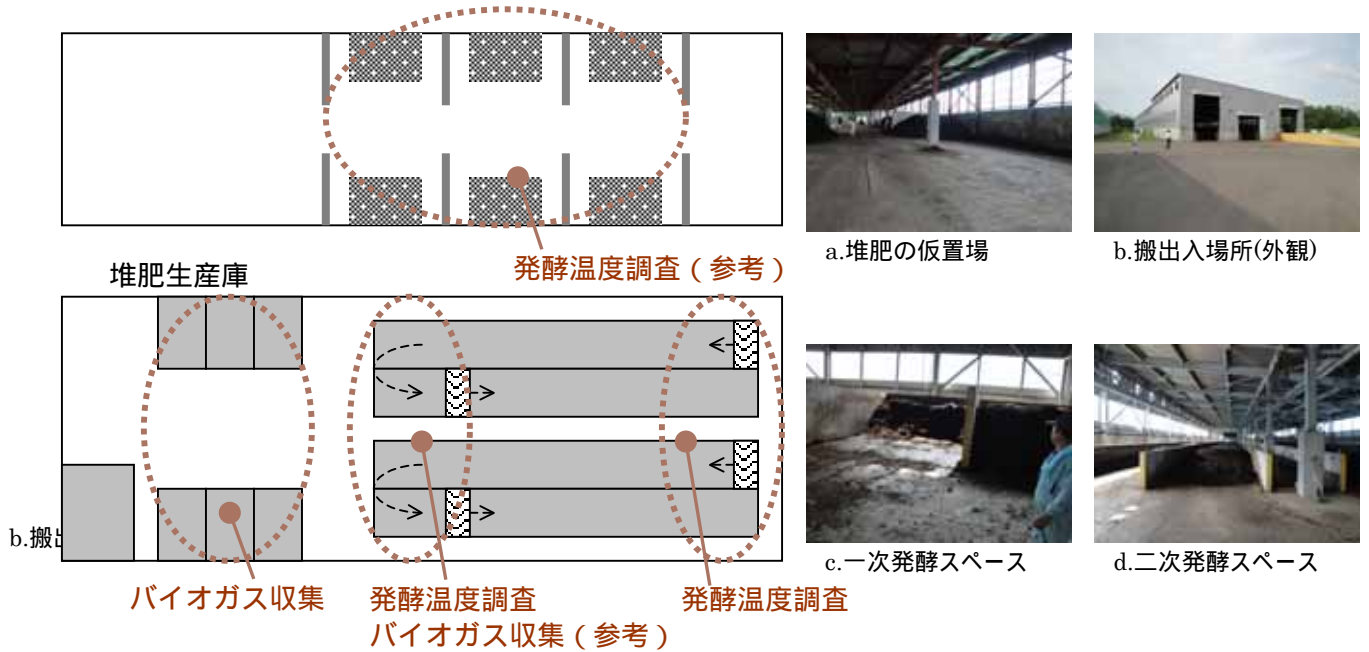 発酵温度調査(参考)
a.堆肥の仮置場
b.搬出入場所(外観)
堆肥生産庫
b.搬出
バイオガス収集
発酵温度調査
バイオガス収集(参考)
発酵温度調査
c.一次発酵スペース
d.二次発酵スペース